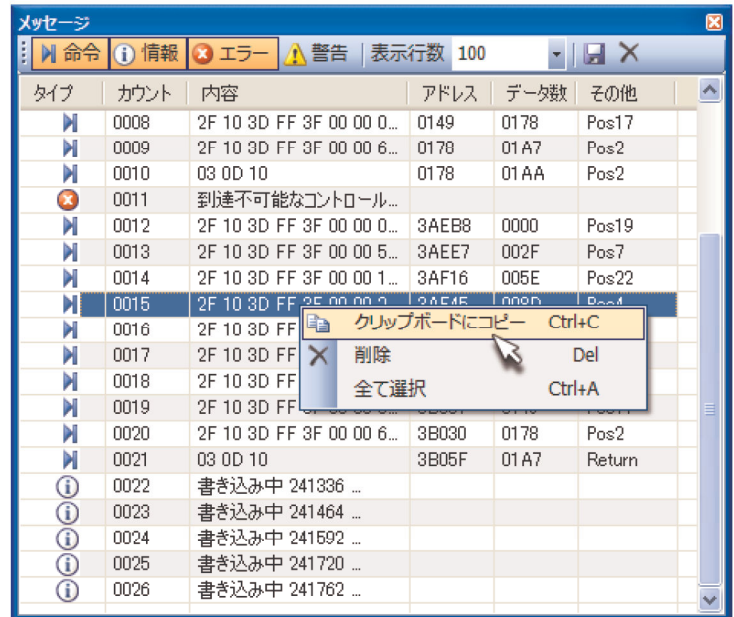 メッセージ
命令 情報 エラー 警告 表示行数 100
タイプ カウント 内容 アドレス データ数 その他
0008 2F 10 3D FF 3F 00 00 0... 0149 0178 Pos17
0009 2F 10 3D FF 3F 00 00 6... 0178 01A7 Pos2
0010 03 0D 10 0178 01AA Pos2
0011 到達不可能なコントロール...
0012 2F 10 3D FF 3F 00 00 0... 3AEB8 0000 Pos19
0013 2F 10 3D FF 3F 00 00 5... 3AEE7 002F Pos7
0014 2F 10 3D FF 3F 00 00 1... 3AF16 005E Pos22
0015 2F 10 3D FF 3F 00 00 2... 3AF45 008D Pos4
クリップボードにコピー Ctrl+C
0016 2F 10 3D FF
削除 Del
0017 2F 10 3D FF
0018 2F 10 3D FF
全て選択 Ctrl+A
0019 2F 10 3D FF
0020 2F 10 3D FF 3F 00 00 6... 3B030 0178 Pos2
0021 03 0D 10 3B05F 01A7 Return
0022 書き込み中 241336 ...
0023 書き込み中 241464 ...
0024 書き込み中 241592 ...
0025 書き込み中 241720 ...
0026 書き込み中 241762 ...